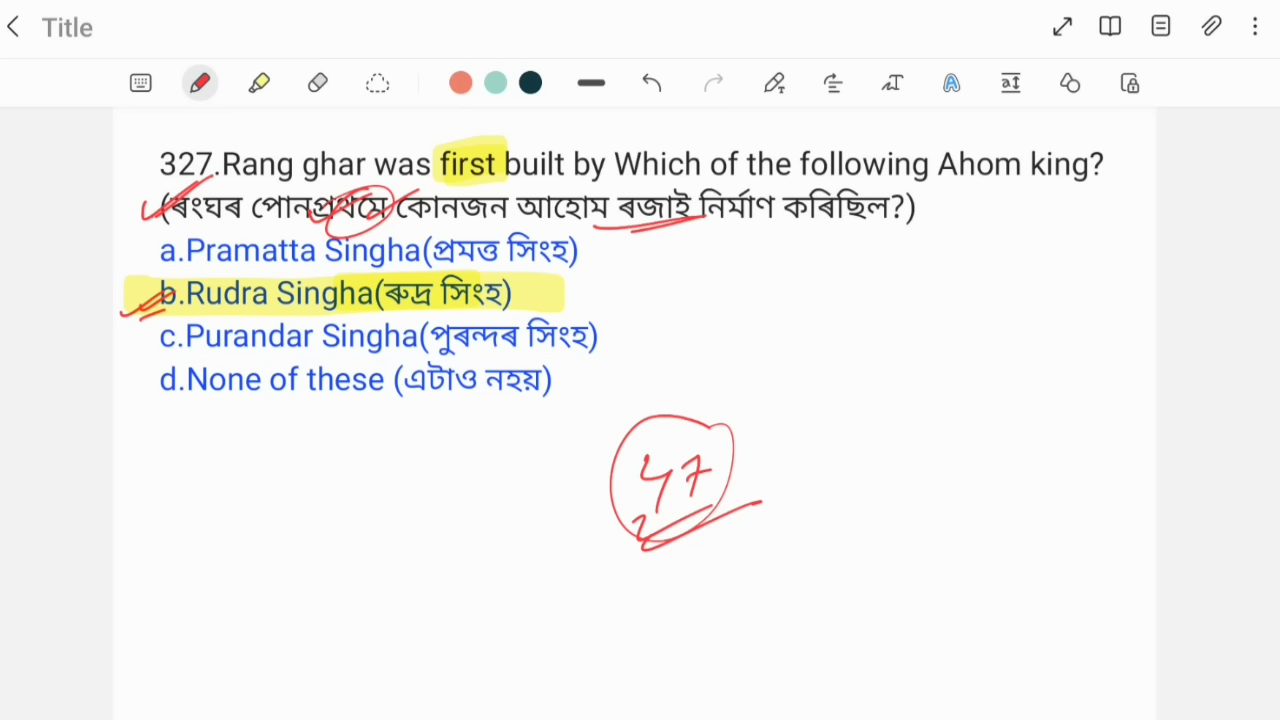 Title
327.Rang ghar was first built by Which of the following Ahom king?
(ৰংঘৰ পোনপ্ৰথমে কোনজন আহোম ৰজাই নিৰ্মাণ কৰিছিল?)
a.Pramatta Singha(প্ৰমত্ত সিংহ)
b.Rudra Singha(ৰুদ্ৰ সিংহ)
c.Purandar Singha(পুৰন্দৰ সিংহ)
d.None of these (এটাও নহয়)
47